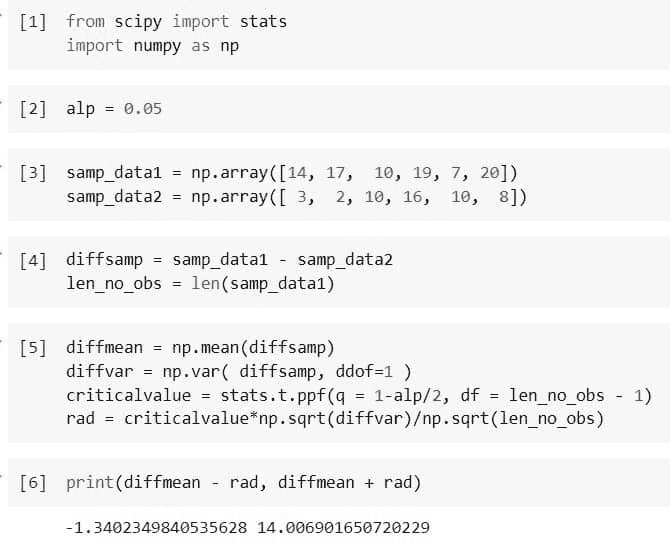 [1] from scipy import stats
import numpy as np
[2] alp = 0.05
[3] samp_data1 = np.array([14, 17,  10, 19, 7, 20])
samp_data2 = np.array([ 3,  2, 10, 16,  10,  8])
[4] diffsamp = samp_data1 - samp_data2
len_no_obs = len(samp_data1)
[5] diffmean = np.mean(diffsamp)
diffvar = np.var( diffsamp, ddof=1 )
criticalvalue = stats.t.ppf(q = 1-alp/2, df = len_no_obs - 1)
rad = criticalvalue*np.sqrt(diffvar)/np.sqrt(len_no_obs)
[6] print(diffmean - rad, diffmean + rad)
-1.3402349840535628 14.006901650720229